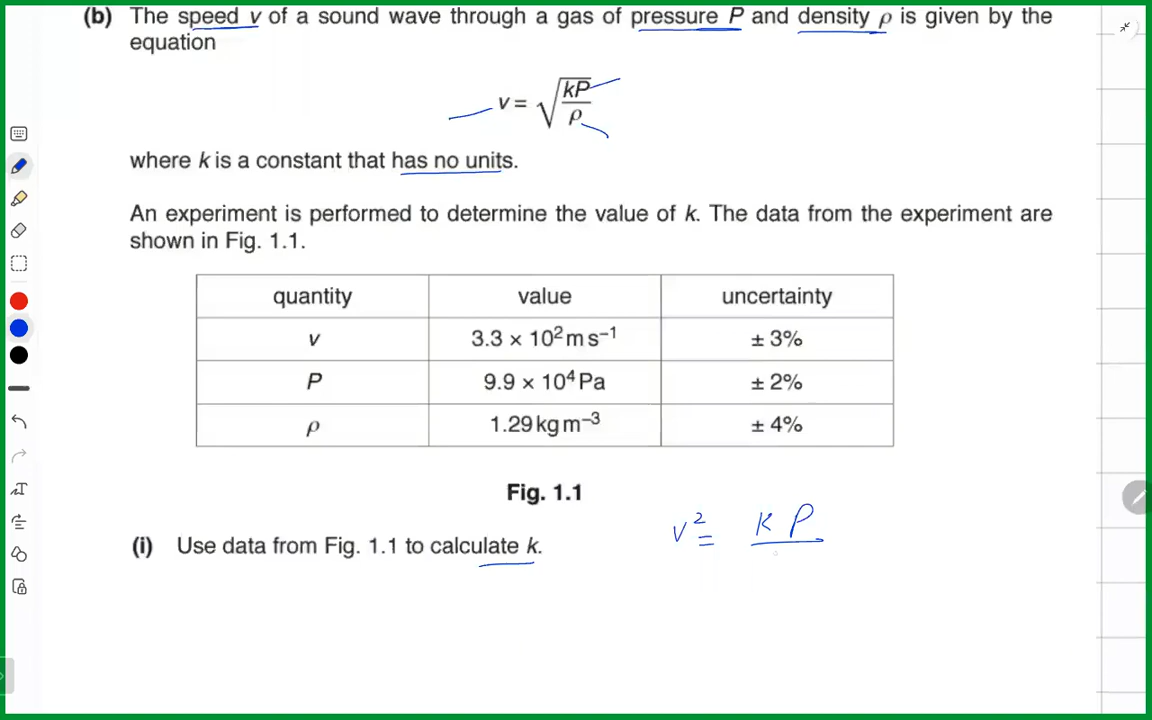 (b) The speed v of a sound wave through a gas of pressure P and density ρ is given by the
equation
v = √(kP/ρ)
where k is a constant that has no units.
An experiment is performed to determine the value of k. The data from the experiment are
shown in Fig. 1.1.
quantity value uncertainty
v 3.3 × 10² m s⁻¹ ± 3%
P 9.9 × 10⁴ Pa ± 2%
ρ 1.29 kg m⁻³ ± 4%
Fig. 1.1
v² = K P
(i) Use data from Fig. 1.1 to calculate k.